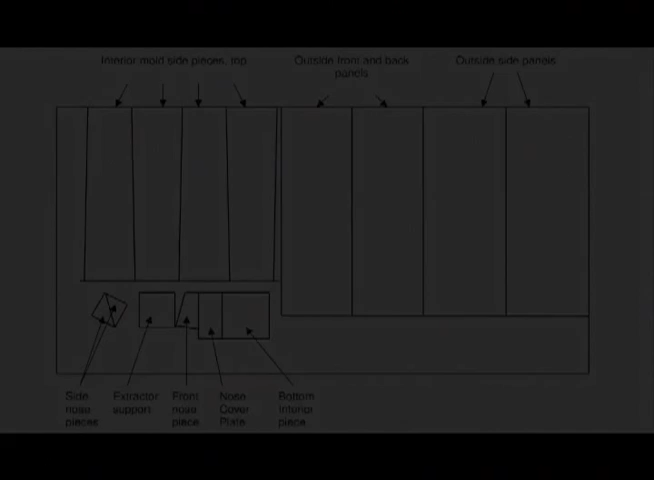 Interior mold side pieces, top
Outside front and back
panels
Outside side panels
Side
nose
pieces
Extractor
support
Front
nose
piece
Nose
Cover
Plate
Bottom
Interior
piece